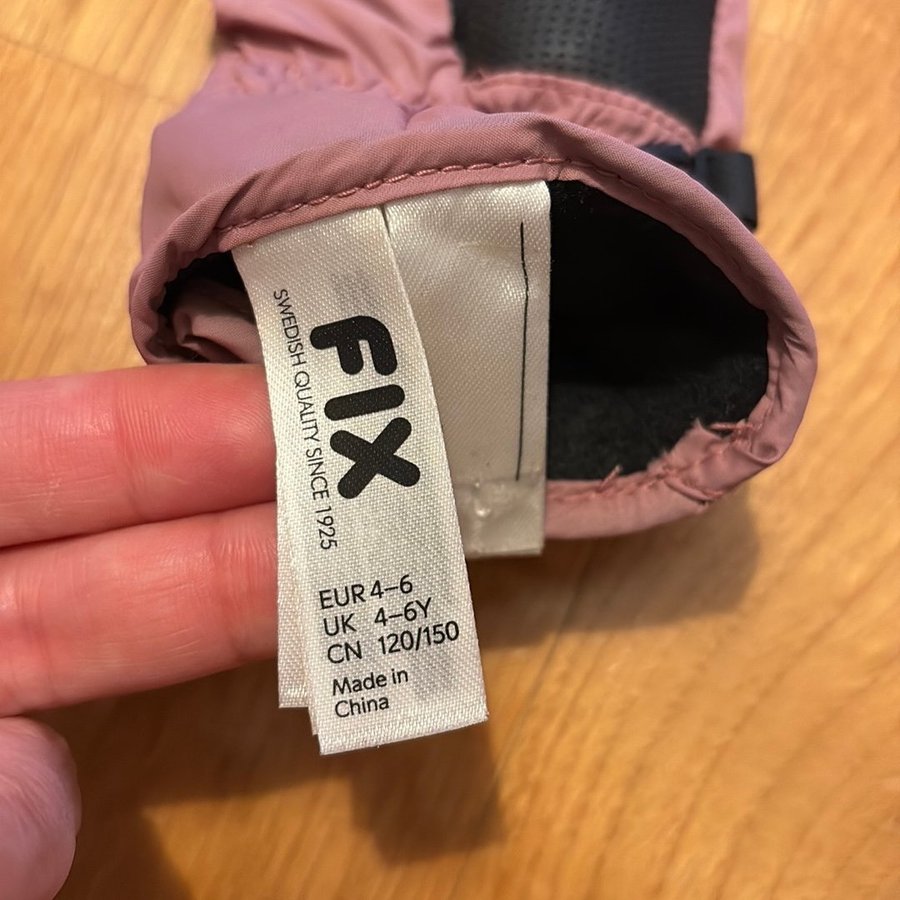 FIX
SWEDISH QUALITY SINCE 1925
EUR 4–6
UK 4–6Y
CN 120/150
Made in
China